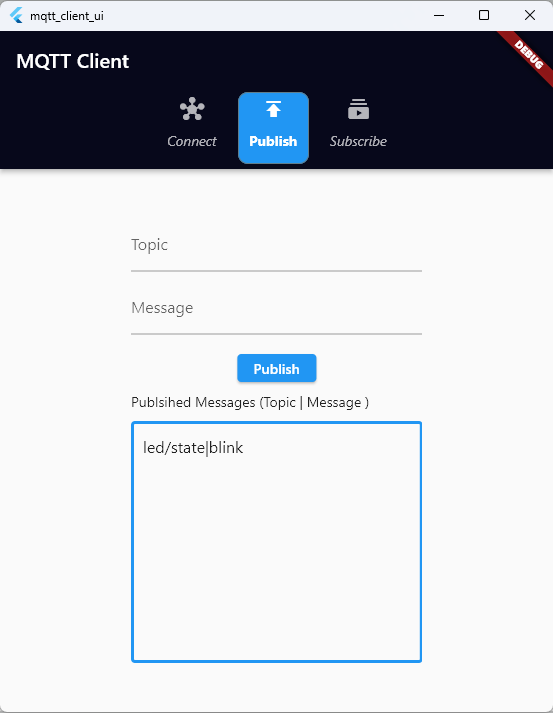 mqtt_client_ui
DEBUG
MQTT Client
Connect
Publish
Subscribe
Topic
Message
Publish
Publsihed Messages (Topic | Message )
led/state|blink